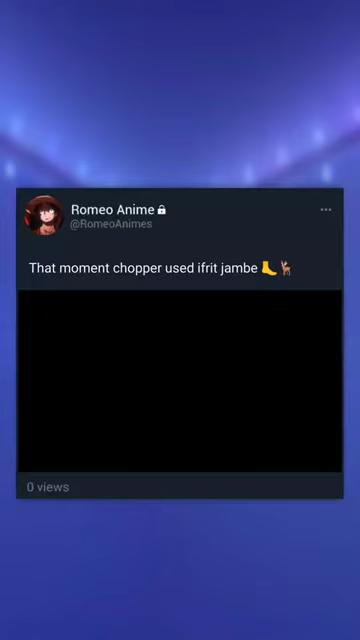 Romeo Anime
@RomeoAnimes
That moment chopper used ifrit jambe 🦶🦌
0 views